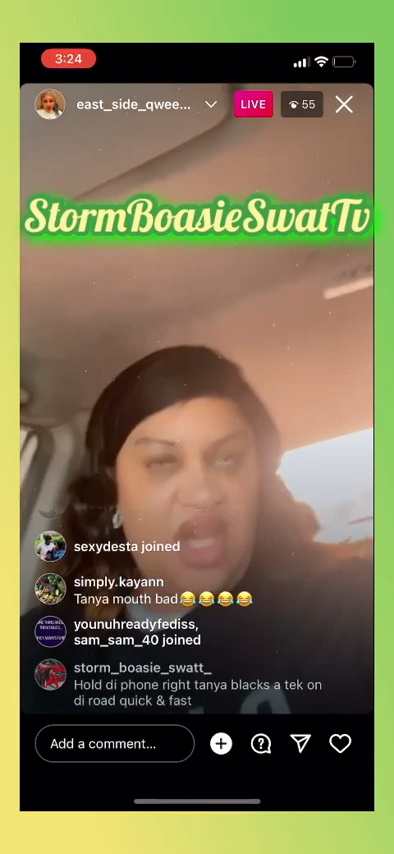 3:24
east_side_qwee...
LIVE
55
StormBoasieSwatTv
sexydesta joined
simply.kayann
Tanya mouth bad😂😂😂😂
younuhreadyfediss,
sam_sam_40 joined
storm_boasie_swatt_
Hold di phone right tanya blacks a tek on
di road quick & fast
Add a comment...